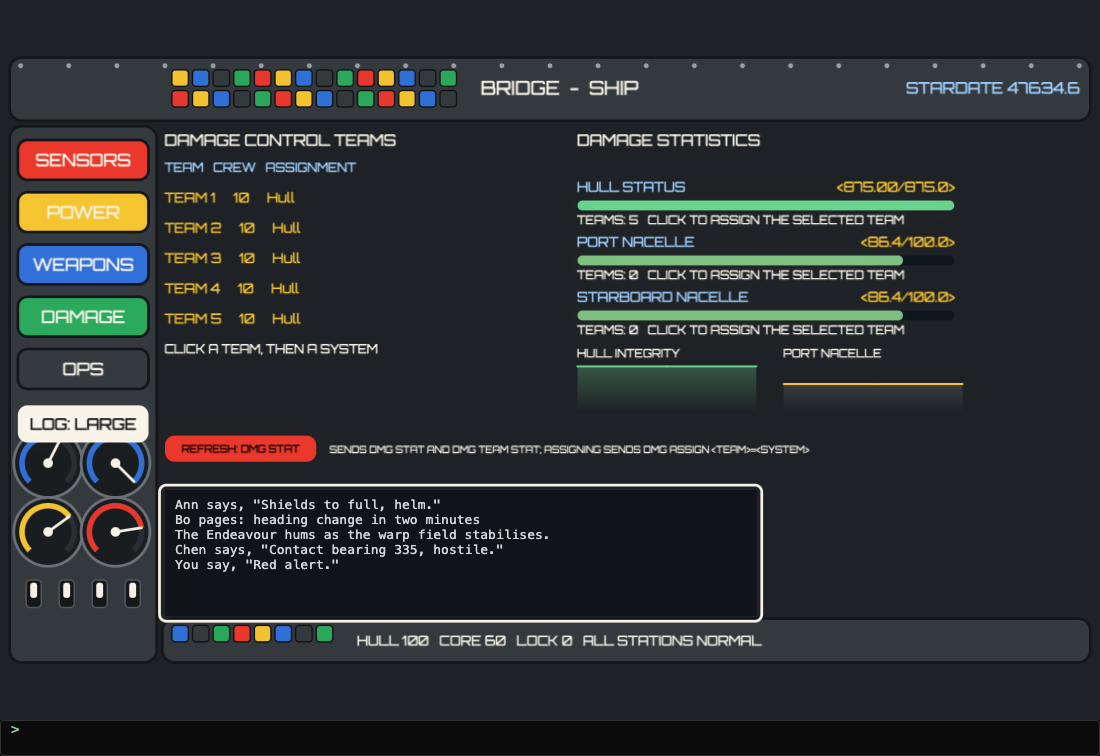 BRIDGE - SHIP
STARDATE 47634.6
SENSORS
POWER
WEAPONS
DAMAGE
OPS
LOG: LARGE
DAMAGE CONTROL TEAMS
TEAM CREW ASSIGNMENT
TEAM 1 10 Hull
TEAM 2 10 Hull
TEAM 3 10 Hull
TEAM 4 10 Hull
TEAM 5 10 Hull
CLICK A TEAM, THEN A SYSTEM
DAMAGE STATISTICS
HULL STATUS <875.00/875.0>
TEAMS: 5 CLICK TO ASSIGN THE SELECTED TEAM
PORT NACELLE <86.4/100.0>
TEAMS: 0 CLICK TO ASSIGN THE SELECTED TEAM
STARBOARD NACELLE <86.4/100.0>
TEAMS: 0 CLICK TO ASSIGN THE SELECTED TEAM
HULL INTEGRITY
PORT NACELLE
REFRESH: DMG STAT
SENDS DMG STAT AND DMG TEAM STAT; ASSIGNING SENDS DMG ASSIGN <TEAM>=<SYSTEM>
Ann says, "Shields to full, helm."
Bo pages: heading change in two minutes
The Endeavour hums as the warp field stabilises.
Chen says, "Contact bearing 335, hostile."
You say, "Red alert."
HULL 100 CORE 60 LOCK 0 ALL STATIONS NORMAL
>